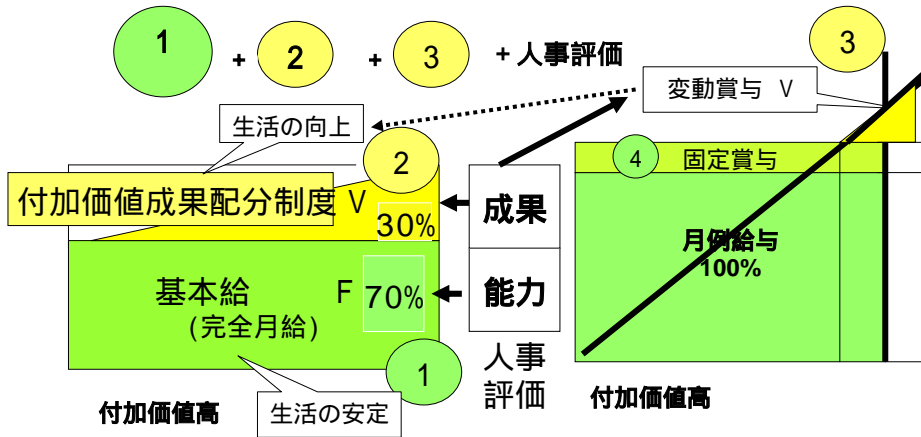 1 + 2 + 3 + 人事評価
3
変動賞与 V
生活の向上
2
4 固定賞与
付加価値成果配分制度 V
30%
成果
月例給与
100%
基本給 F 70%
(完全月給)
能力
1
人事
評価
付加価値高
生活の安定
付加価値高